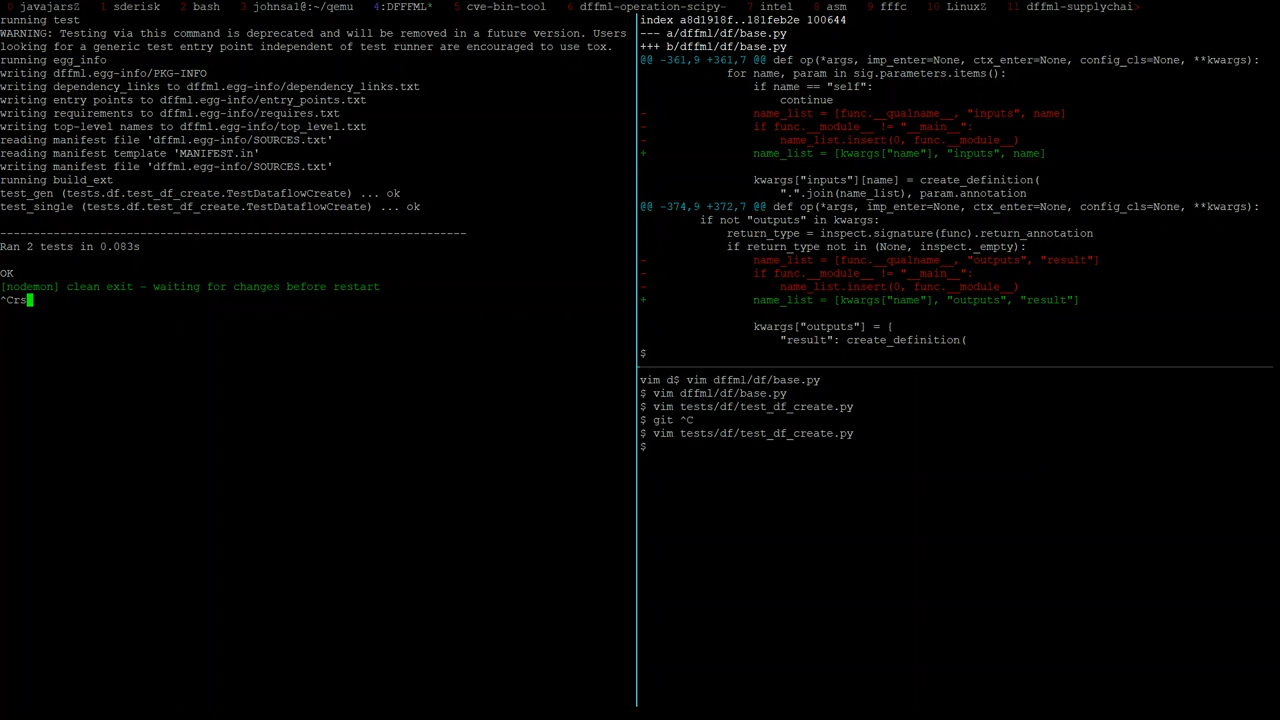 0 javajarsZ  1 sderisk  2 bash  3 johnsal@:~/qemu  4:DFFFML*  5 cve-bin-tool  6 dffml-operation-scipy-  7 intel  8 asm  9 fffc  10 LinuxZ  11 dffml-supplychai>
running test
WARNING: Testing via this command is deprecated and will be removed in a future version. Users
looking for a generic test entry point independent of test runner are encouraged to use tox.
running egg_info
writing dffml.egg-info/PKG-INFO
writing dependency_links to dffml.egg-info/dependency_links.txt
writing entry points to dffml.egg-info/entry_points.txt
writing requirements to dffml.egg-info/requires.txt
writing top-level names to dffml.egg-info/top_level.txt
reading manifest file 'dffml.egg-info/SOURCES.txt'
reading manifest template 'MANIFEST.in'
writing manifest file 'dffml.egg-info/SOURCES.txt'
running build_ext
test_gen (tests.df.test_df_create.TestDataflowCreate) ... ok
test_single (tests.df.test_df_create.TestDataflowCreate) ... ok
----------------------------------------------------------------------
Ran 2 tests in 0.083s
OK
[nodemon] clean exit - waiting for changes before restart
^Crs
index a8d1918f..181feb2e 100644
--- a/dffml/df/base.py
+++ b/dffml/df/base.py
@@ -361,9 +361,7 @@ def op(*args, imp_enter=None, ctx_enter=None, config_cls=None, **kwargs):
            for name, param in sig.parameters.items():
                if name == "self":
                    continue
-                name_list = [func.__qualname__, "inputs", name]
-                if func.__module__ != "__main__":
-                    name_list.insert(0, func.__module__)
+                name_list = [kwargs["name"], "inputs", name]
                kwargs["inputs"][name] = create_definition(
                    ".".join(name_list), param.annotation
@@ -374,9 +372,7 @@ def op(*args, imp_enter=None, ctx_enter=None, config_cls=None, **kwargs):
        if not "outputs" in kwargs:
            return_type = inspect.signature(func).return_annotation
            if return_type not in (None, inspect._empty):
-                name_list = [func.__qualname__, "outputs", "result"]
-                if func.__module__ != "__main__":
-                    name_list.insert(0, func.__module__)
+                name_list = [kwargs["name"], "outputs", "result"]
                kwargs["outputs"] = {
                    "result": create_definition(
$
vim d$ vim dffml/df/base.py
$ vim dffml/df/base.py
$ vim tests/df/test_df_create.py
$ git ^C
$ vim tests/df/test_df_create.py
$